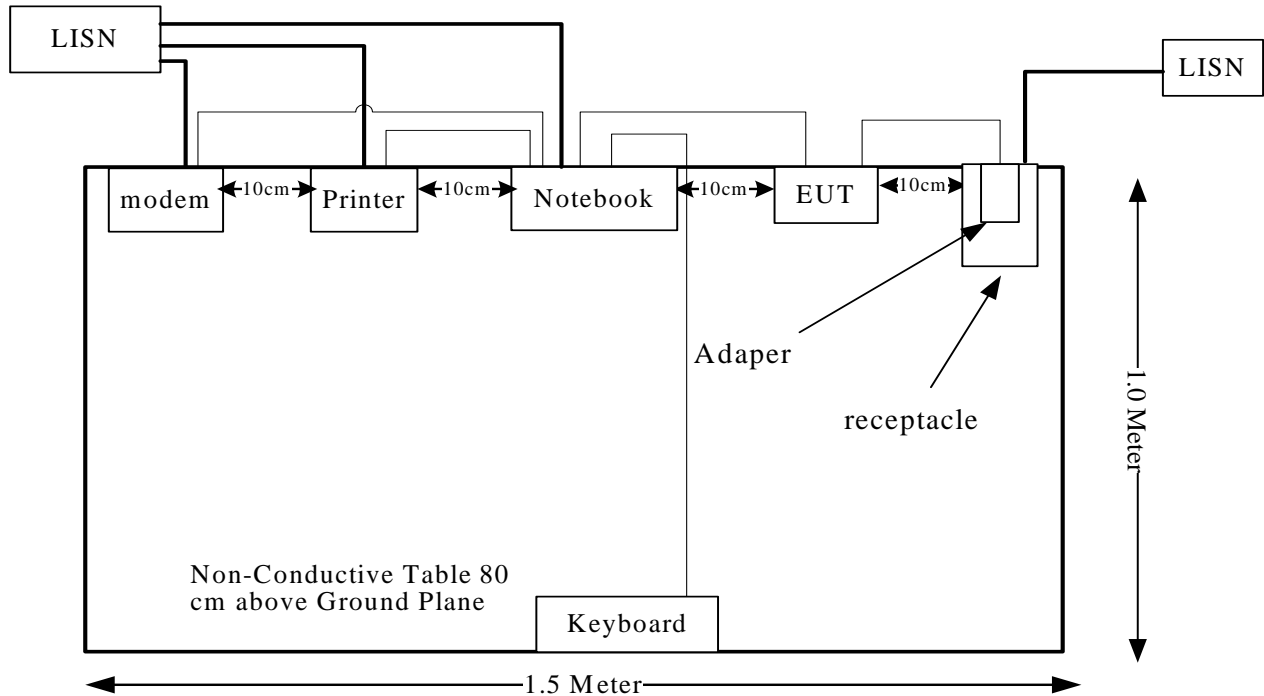 LISN
LISN
10cm
10cm
10cm
10cm
modem
Printer
Notebook
EUT
Adaper
receptacle
1.0 Meter
Non-Conductive Table 80
cm above Ground Plane
Keyboard
1.5 Meter